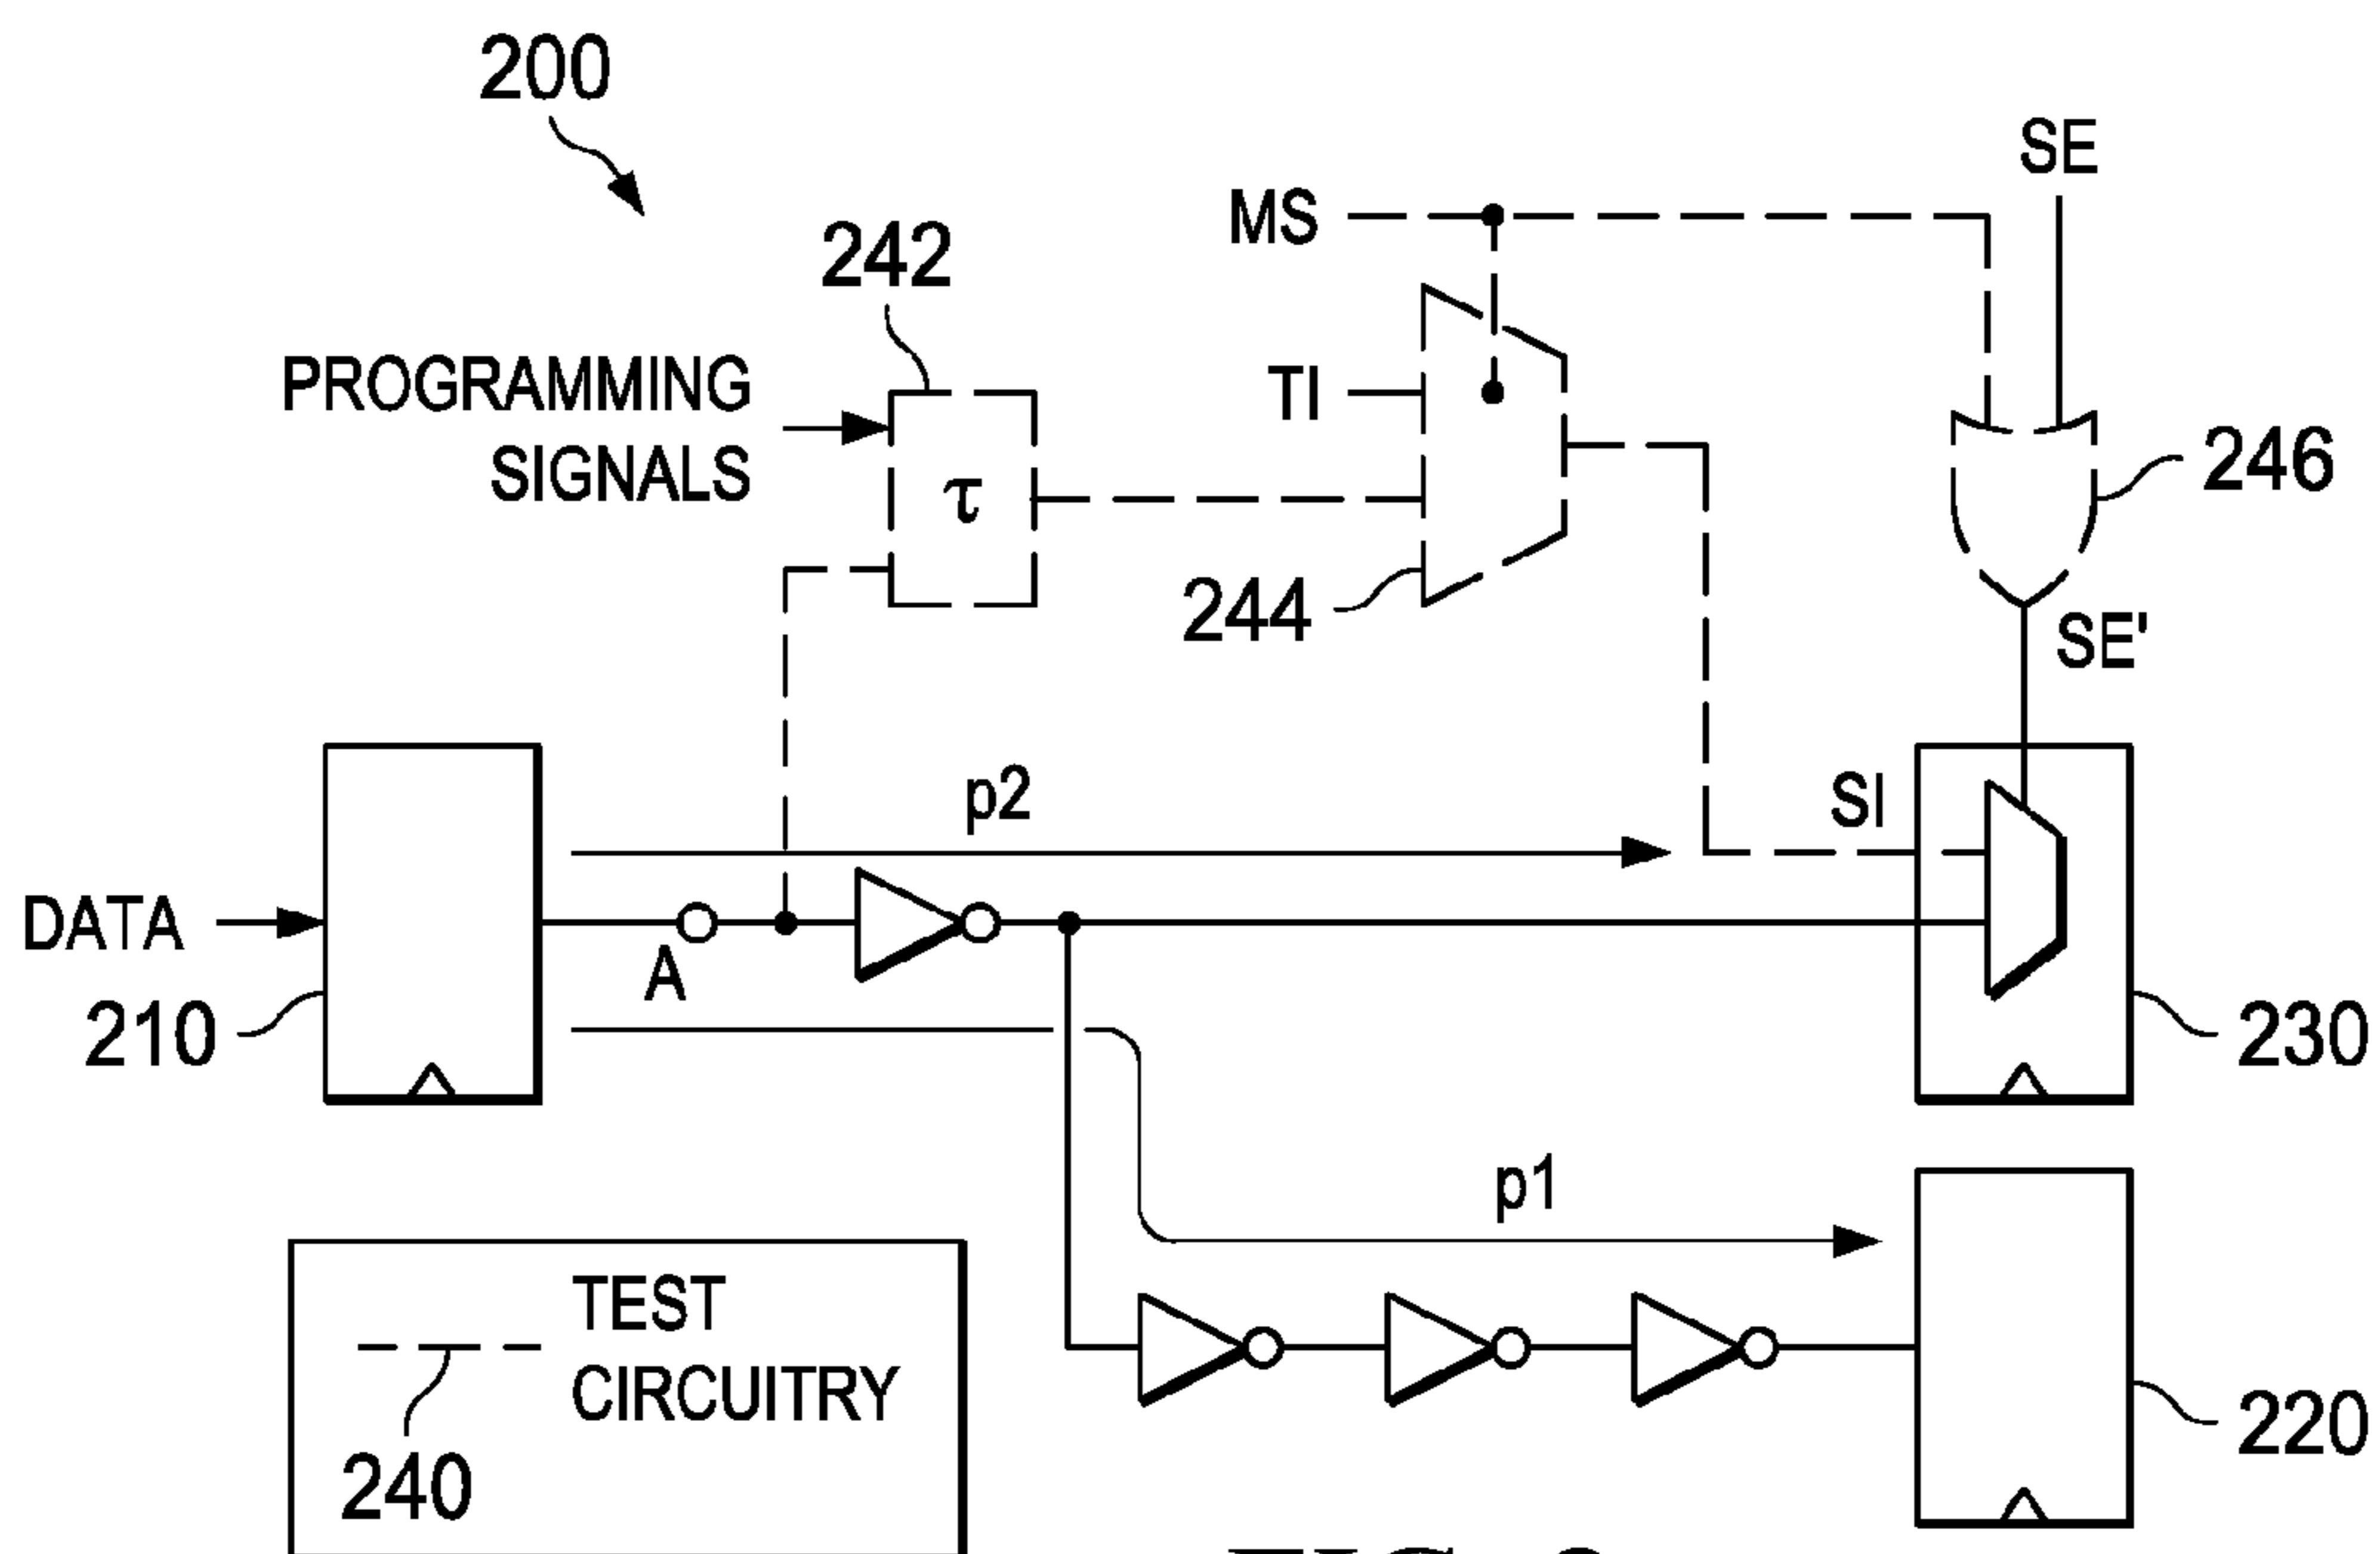 200
SE
MS
242
PROGRAMMING
SIGNALS
TI
τ
246
244
SE'
p2
SI
DATA
A
210
230
p1
TEST
CIRCUITRY
240
220